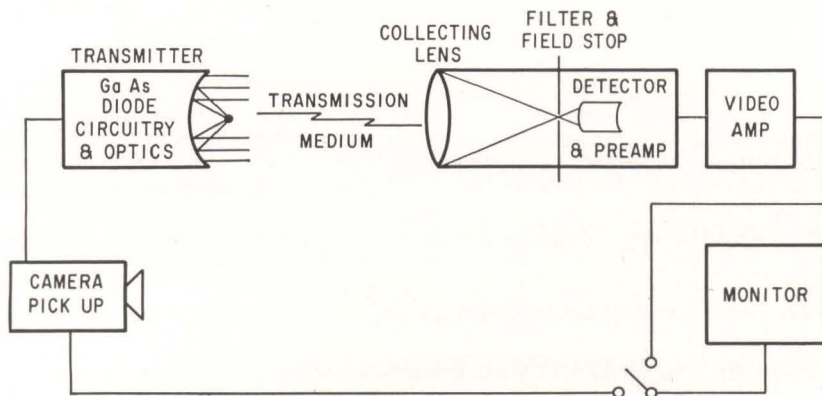 TRANSMITTER
Ga As
DIODE
CIRCUITRY
& OPTICS
TRANSMISSION
MEDIUM
COLLECTING
LENS
FILTER &
FIELD STOP
DETECTOR
& PREAMP
VIDEO
AMP
CAMERA
PICK UP
MONITOR